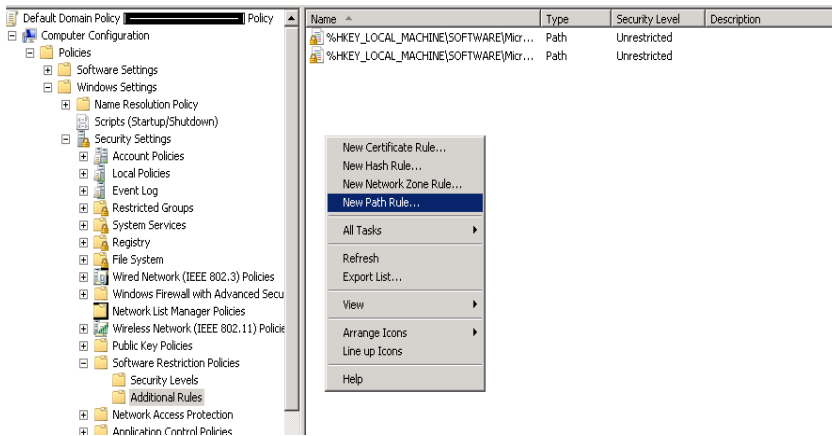 Default Domain Policy Policy
Computer Configuration
Policies
Software Settings
Windows Settings
Name Resolution Policy
Scripts (Startup/Shutdown)
Security Settings
Account Policies
Local Policies
Event Log
Restricted Groups
System Services
Registry
File System
Wired Network (IEEE 802.3) Policies
Windows Firewall with Advanced Secu
Network List Manager Policies
Wireless Network (IEEE 802.11) Policie
Public Key Policies
Software Restriction Policies
Security Levels
Additional Rules
Network Access Protection
Application Control Policies
Name Type Security Level Description
%HKEY_LOCAL_MACHINE\SOFTWARE\Micr... Path Unrestricted
%HKEY_LOCAL_MACHINE\SOFTWARE\Micr... Path Unrestricted
New Certificate Rule...
New Hash Rule...
New Network Zone Rule...
New Path Rule...
All Tasks
Refresh
Export List...
View
Arrange Icons
Line up Icons
Help